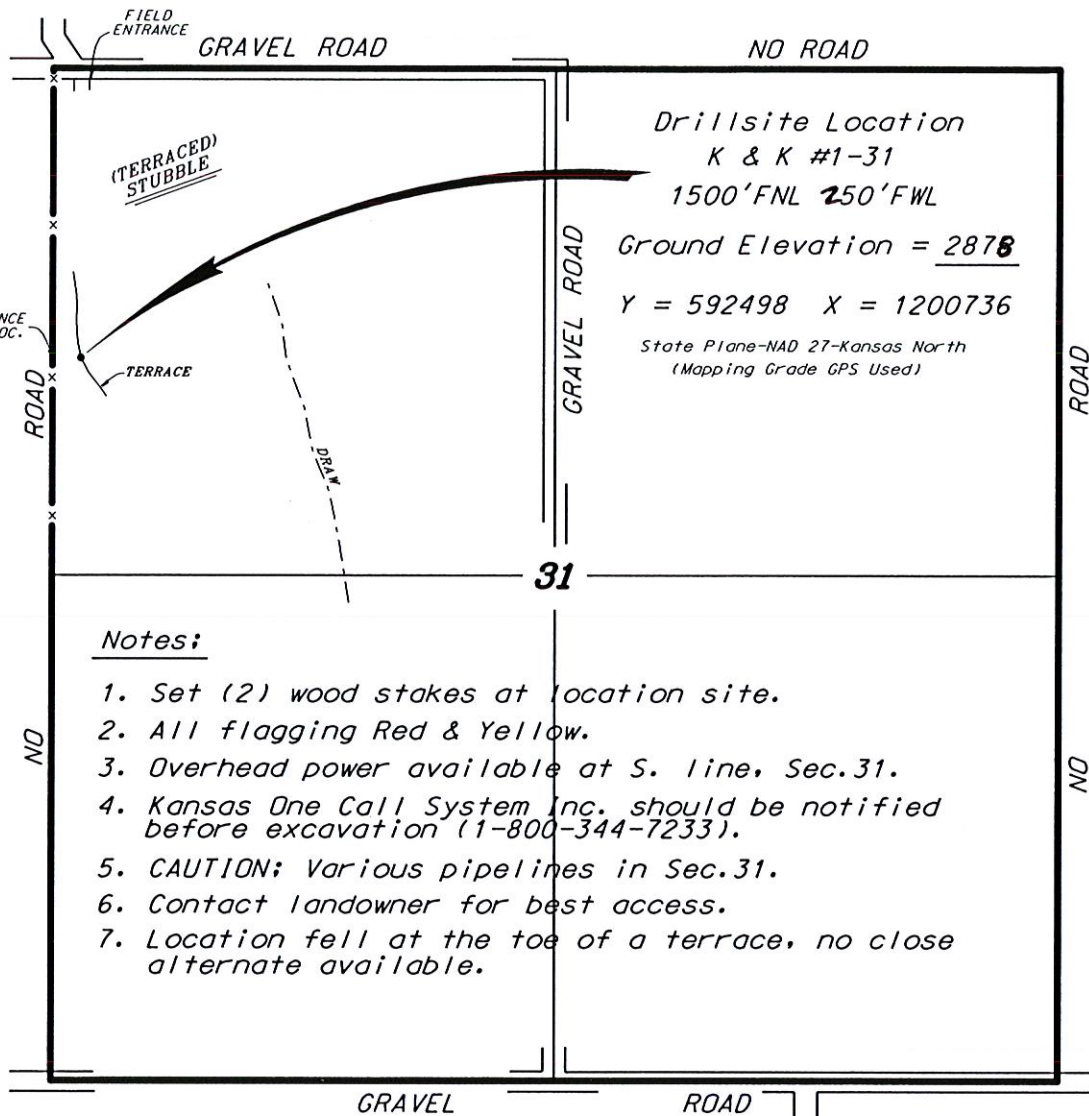 FIELD
ENTRANCE
GRAVEL ROAD
NO ROAD
(TERRACED)
STUBBLE
Drillsite Location
K & K #1-31
1500'FNL 250'FWL
Ground Elevation = 2878
Y = 592498 X = 1200736
State Plane-NAD 27-Kansas North
(Mapping Grade GPS Used)
TERRACE
DRAW
GRAVEL ROAD
NO ROAD
NO ROAD
31
Notes:
1. Set (2) wood stakes at location site.
2. All flagging Red & Yellow.
3. Overhead power available at S. line, Sec.31.
4. Kansas One Call System Inc. should be notified
before excavation (1-800-344-7233).
5. CAUTION: Various pipelines in Sec.31.
6. Contact landowner for best access.
7. Location fell at the toe of a terrace, no close
alternate available.
GRAVEL ROAD